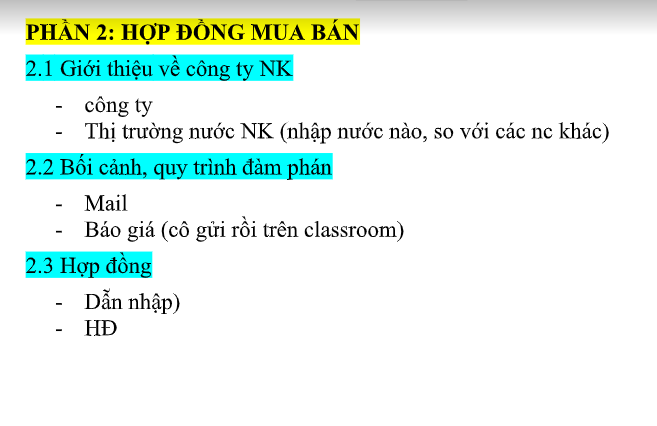 PHẦN 2: HỢP ĐỒNG MUA BÁN
2.1 Giới thiệu về công ty NK
- công ty
- Thị trường nước NK (nhập nước nào, so với các nc khác)
2.2 Bối cảnh, quy trình đàm phán
- Mail
- Báo giá (cô gửi rồi trên classroom)
2.3 Hợp đồng
- Dẫn nhập)
- HĐ